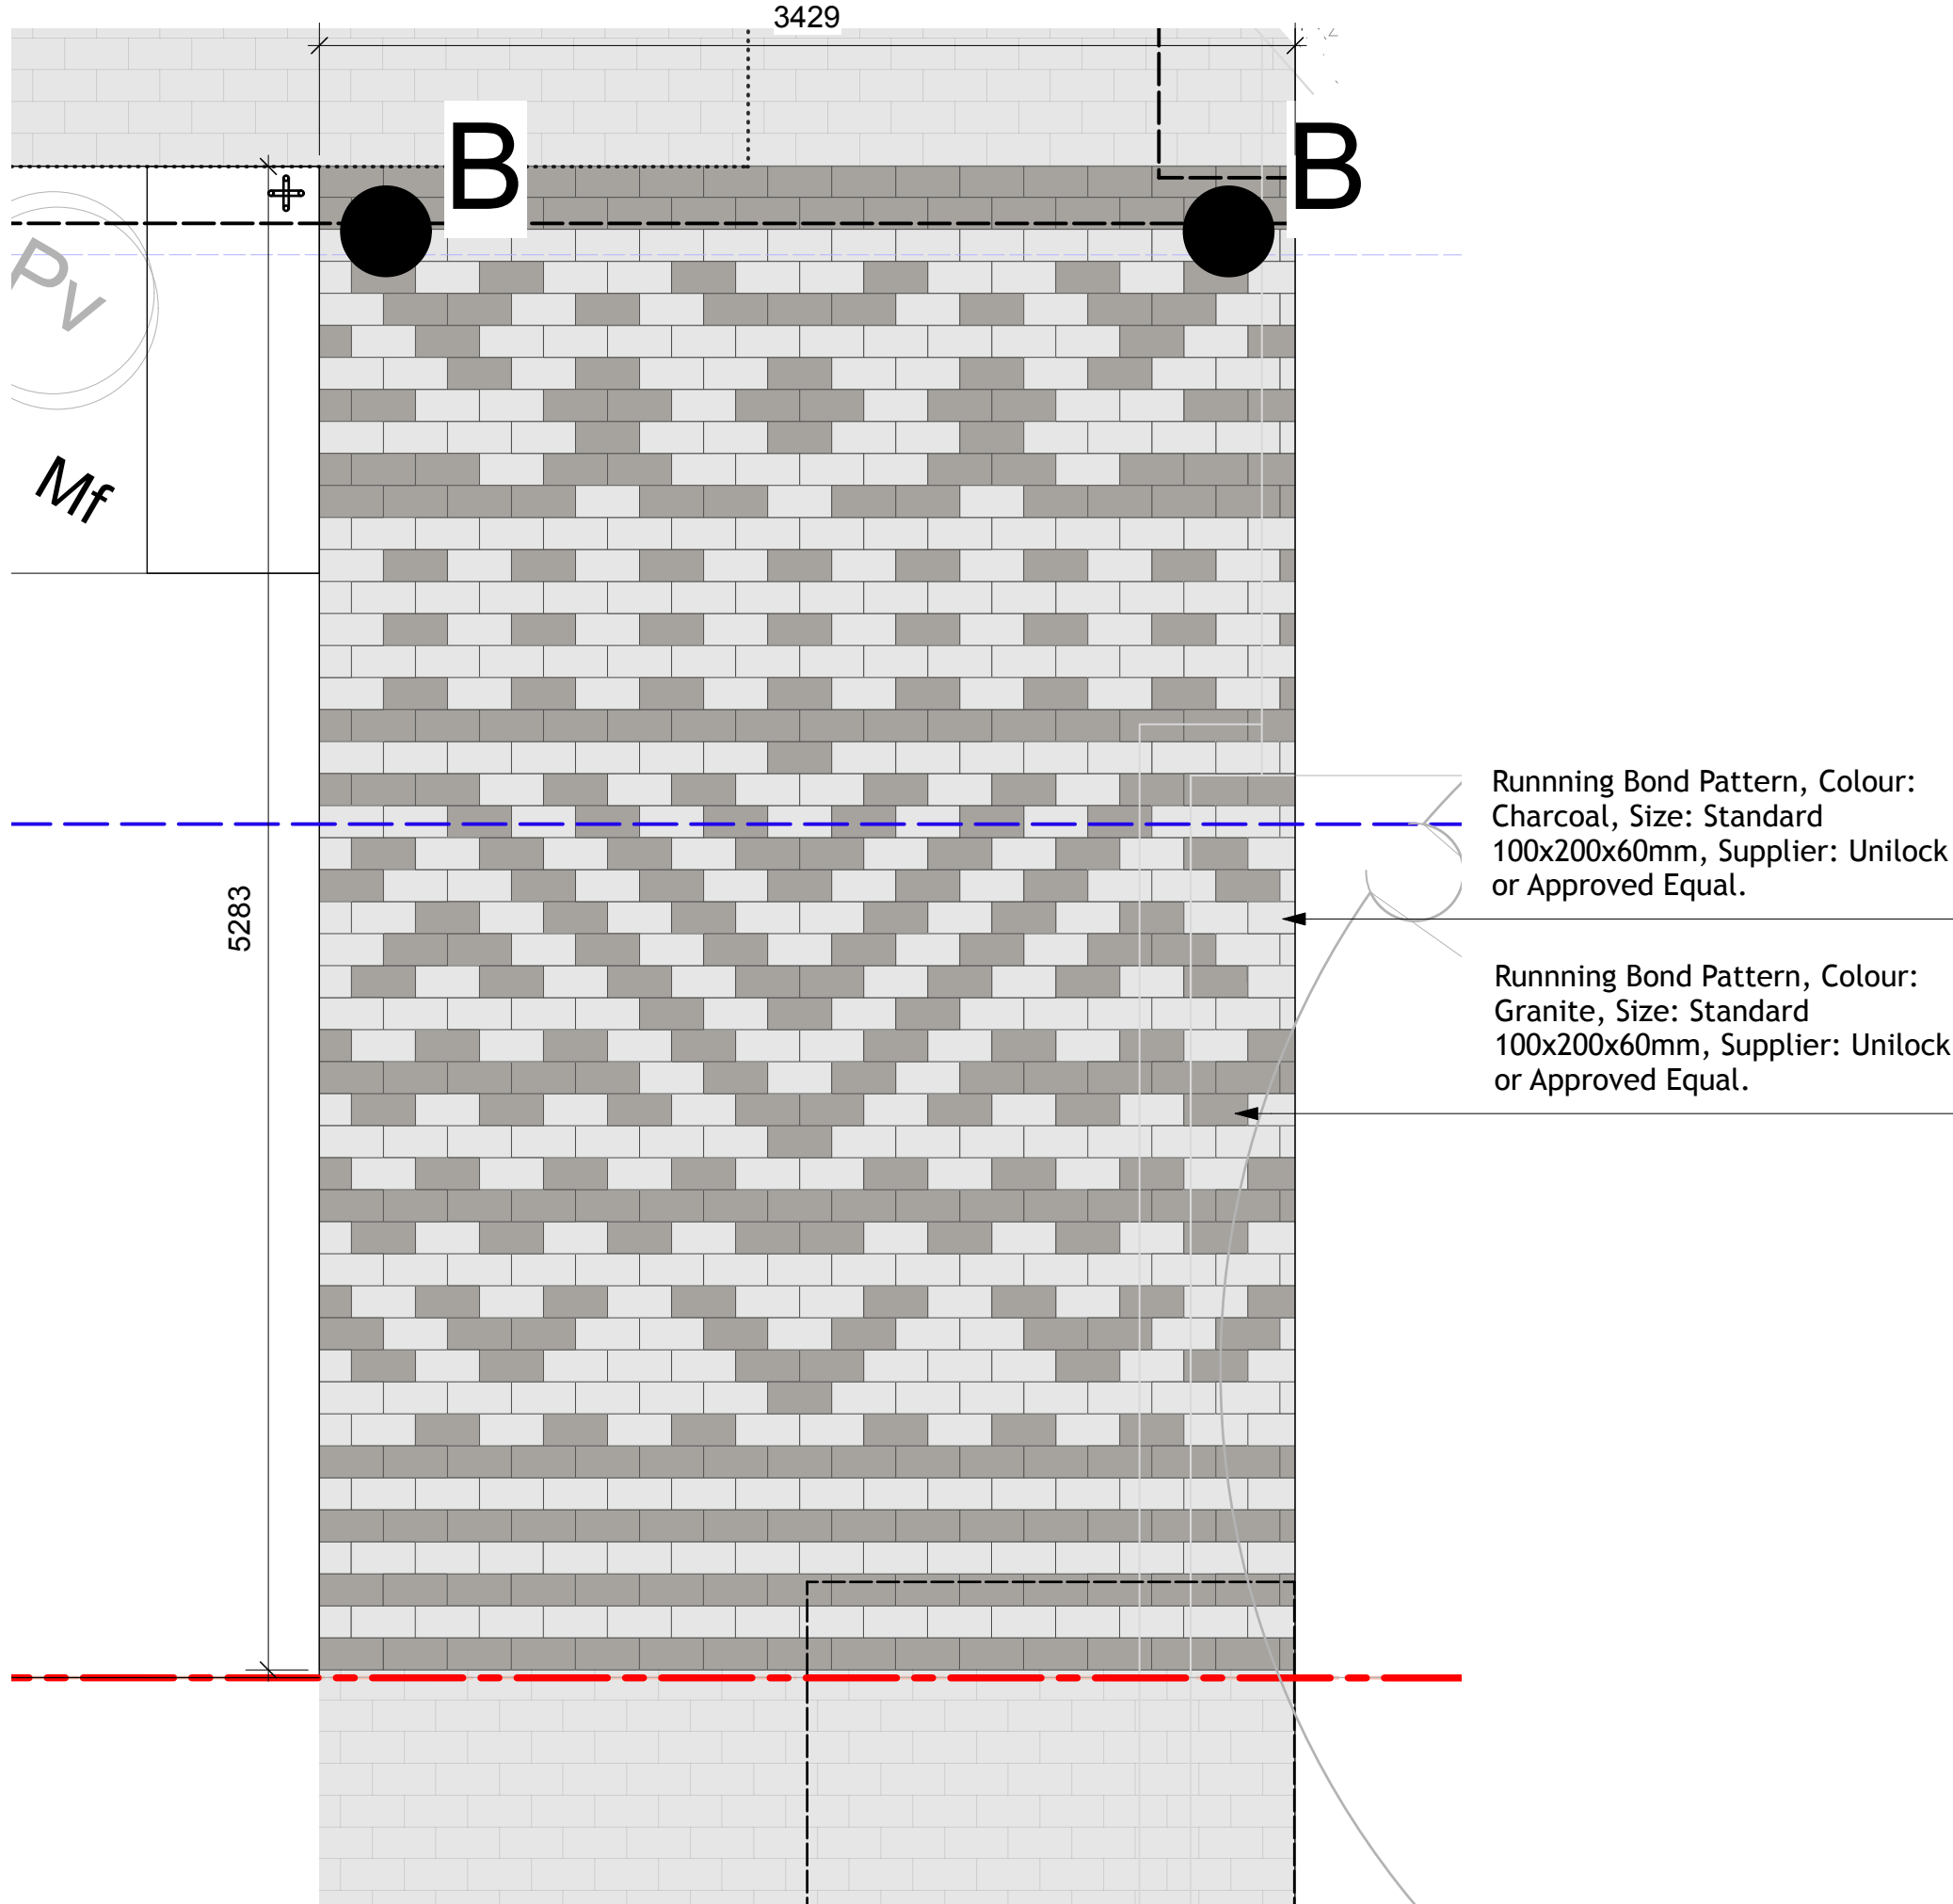 3429
B
B
Pv
Mf
5283
Runnning Bond Pattern, Colour:
Charcoal, Size: Standard
100x200x60mm, Supplier: Unilock
or Approved Equal.
Runnning Bond Pattern, Colour:
Granite, Size: Standard
100x200x60mm, Supplier: Unilock
or Approved Equal.